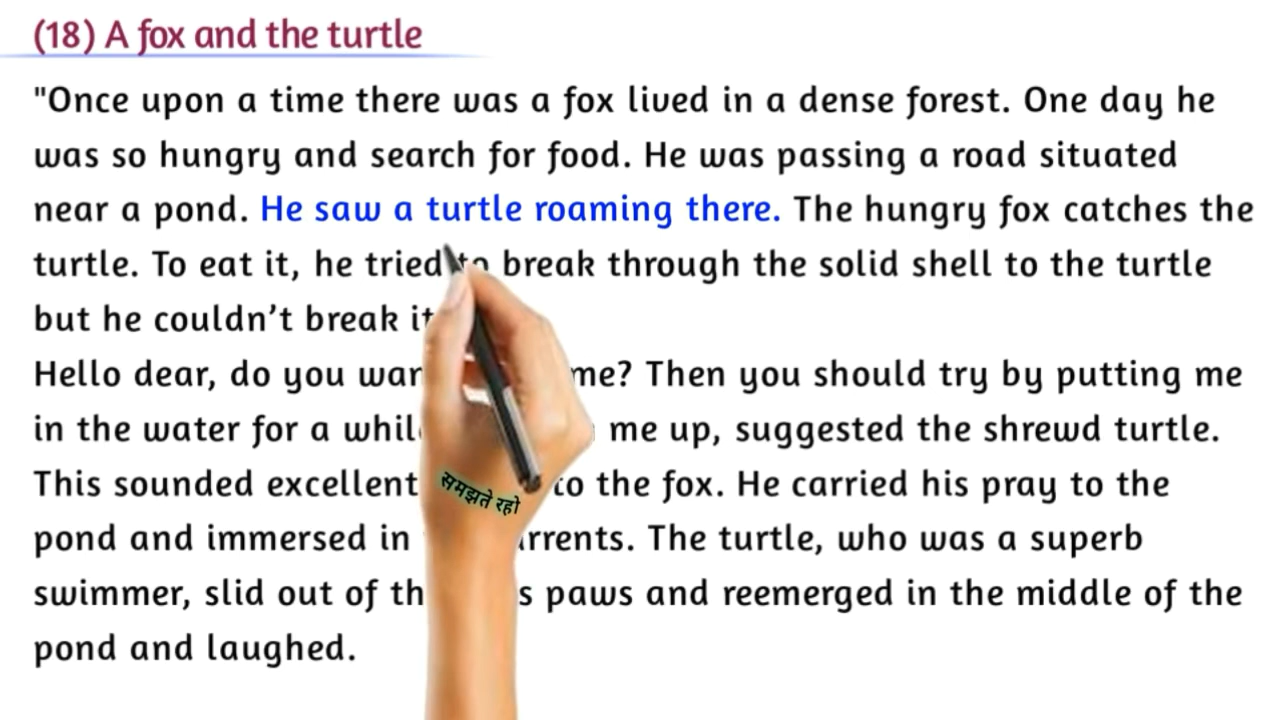 (18) A fox and the turtle
"Once upon a time there was a fox lived in a dense forest. One day he
was so hungry and search for food. He was passing a road situated
near a pond. He saw a turtle roaming there. The hungry fox catches the
turtle. To eat it, he tried to break through the solid shell to the turtle
but he couldn't break it
Hello dear, do you me? Then you should try by putting me
in the water for a me up, suggested the shrewd turtle.
This sounded excellent to the fox. He carried his pray to the
pond and immersed in The turtle, who was a superb
swimmer, slid out of paws and reemerged in the middle of the
pond and laughed.
समझते रहो